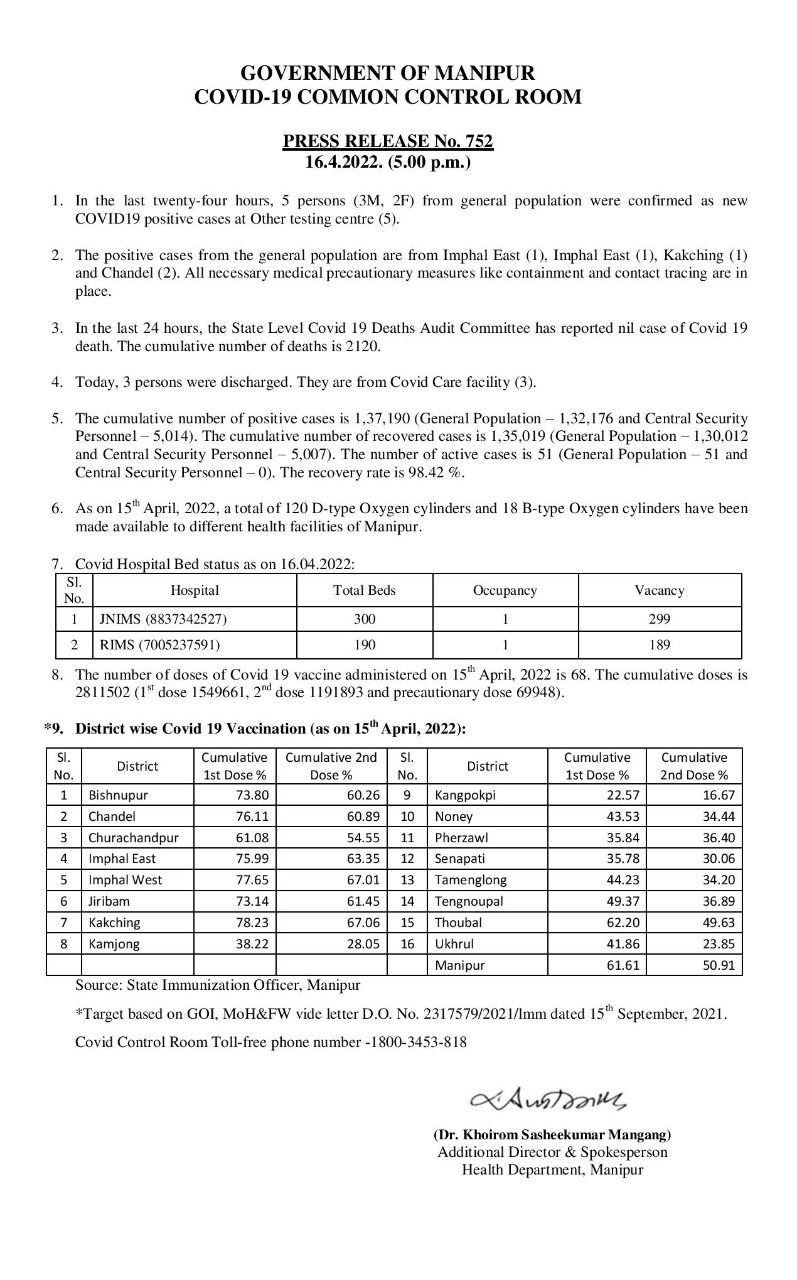 GOVERNMENT OF MANIPUR
COVID-19 COMMON CONTROL ROOM
PRESS RELEASE No. 752
16.4.2022. (5.00 p.m.)
1. In the last twenty-four hours, 5 persons (3M, 2F) from general population were confirmed as new
COVID19 positive cases at Other testing centre (5).
2. The positive cases from the general population are from Imphal East (1), Imphal East (1), Kakching (1)
and Chandel (2). All necessary medical precautionary measures like containment and contact tracing are in
place.
3. In the last 24 hours, the State Level Covid 19 Deaths Audit Committee has reported nil case of Covid 19
death. The cumulative number of deaths is 2120.
4. Today, 3 persons were discharged. They are from Covid Care facility (3).
5. The cumulative number of positive cases is 1,37,190 (General Population – 1,32,176 and Central Security
Personnel – 5,014). The cumulative number of recovered cases is 1,35,019 (General Population – 1,30,012
and Central Security Personnel – 5,007). The number of active cases is 51 (General Population – 51 and
Central Security Personnel – 0). The recovery rate is 98.42 %.
6. As on 15th April, 2022, a total of 120 D-type Oxygen cylinders and 18 B-type Oxygen cylinders have been
made available to different health facilities of Manipur.
7. Covid Hospital Bed status as on 16.04.2022:
Sl. No. Hospital Total Beds Occupancy Vacancy
1 JNIMS (8837342527) 300 1 299
2 RIMS (7005237591) 190 1 189
8. The number of doses of Covid 19 vaccine administered on 15th April, 2022 is 68. The cumulative doses is
2811502 (1st dose 1549661, 2nd dose 1191893 and precautionary dose 69948).
*9. District wise Covid 19 Vaccination (as on 15th April, 2022):
Sl. No. District Cumulative 1st Dose % Cumulative 2nd Dose % Sl. No. District Cumulative 1st Dose % Cumulative 2nd Dose %
1 Bishnupur 73.80 60.26 9 Kangpokpi 22.57 16.67
2 Chandel 76.11 60.89 10 Noney 43.53 34.44
3 Churachandpur 61.08 54.55 11 Pherzawl 35.84 36.40
4 Imphal East 75.99 63.35 12 Senapati 35.78 30.06
5 Imphal West 77.65 67.01 13 Tamenglong 44.23 34.20
6 Jiribam 73.14 61.45 14 Tengnoupal 49.37 36.89
7 Kakching 78.23 67.06 15 Thoubal 62.20 49.63
8 Kamjong 38.22 28.05 16 Ukhrul 41.86 23.85
Manipur 61.61 50.91
Source: State Immunization Officer, Manipur
*Target based on GOI, MoH&FW vide letter D.O. No. 2317579/2021/Imm dated 15th September, 2021.
Covid Control Room Toll-free phone number -1800-3453-818
(Dr. Khoirom Sasheekumar Mangang)
Additional Director & Spokesperson
Health Department, Manipur